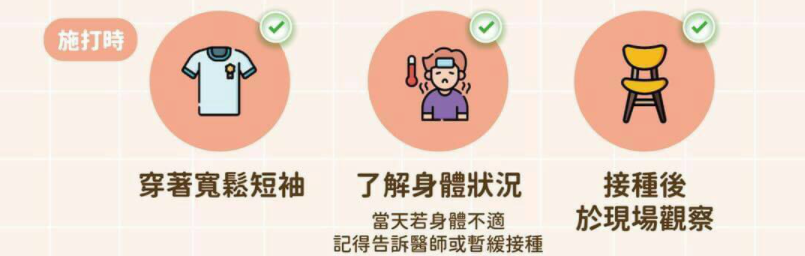 施打時
穿著寬鬆短袖
了解身體狀況
當天若身體不適
記得告訴醫師或暫緩接種
接種後
於現場觀察